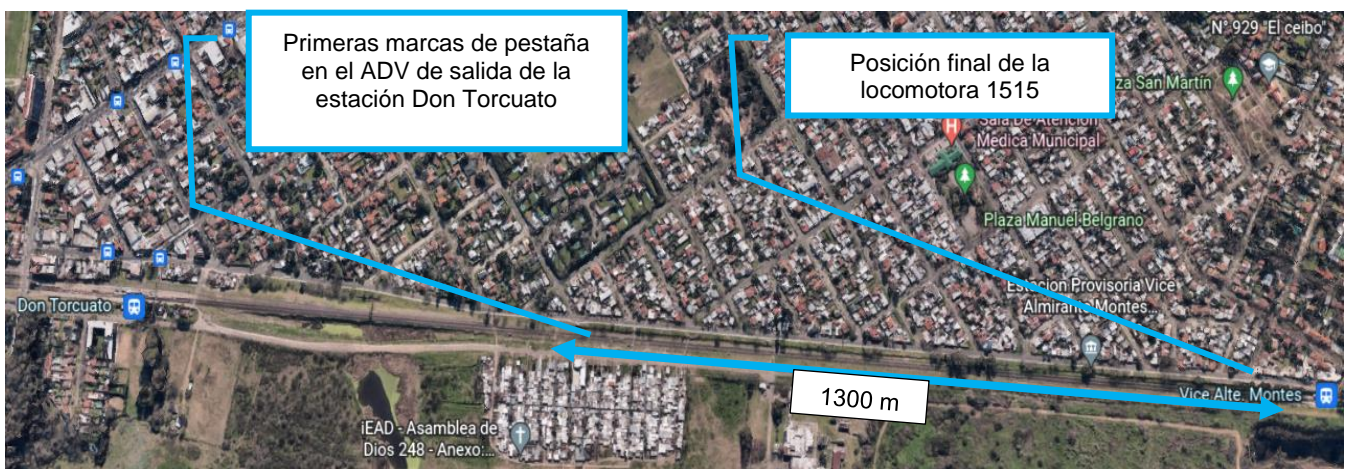 Primeras marcas de pestaña
en el ADV de salida de la
estación Don Torcuato
Posición final de la
locomotora 1515
N° 929 "El ceibo"
za San Martín
Sala De Atención
Médica Municipal
Plaza Manuel Belgrano
Estacion Provisoria Vice
Almirante Montes...
Don Torcuato
1300 m
Vice Alte. Montes
iEAD - Asamblea de
Dios 248 - Anexo:...